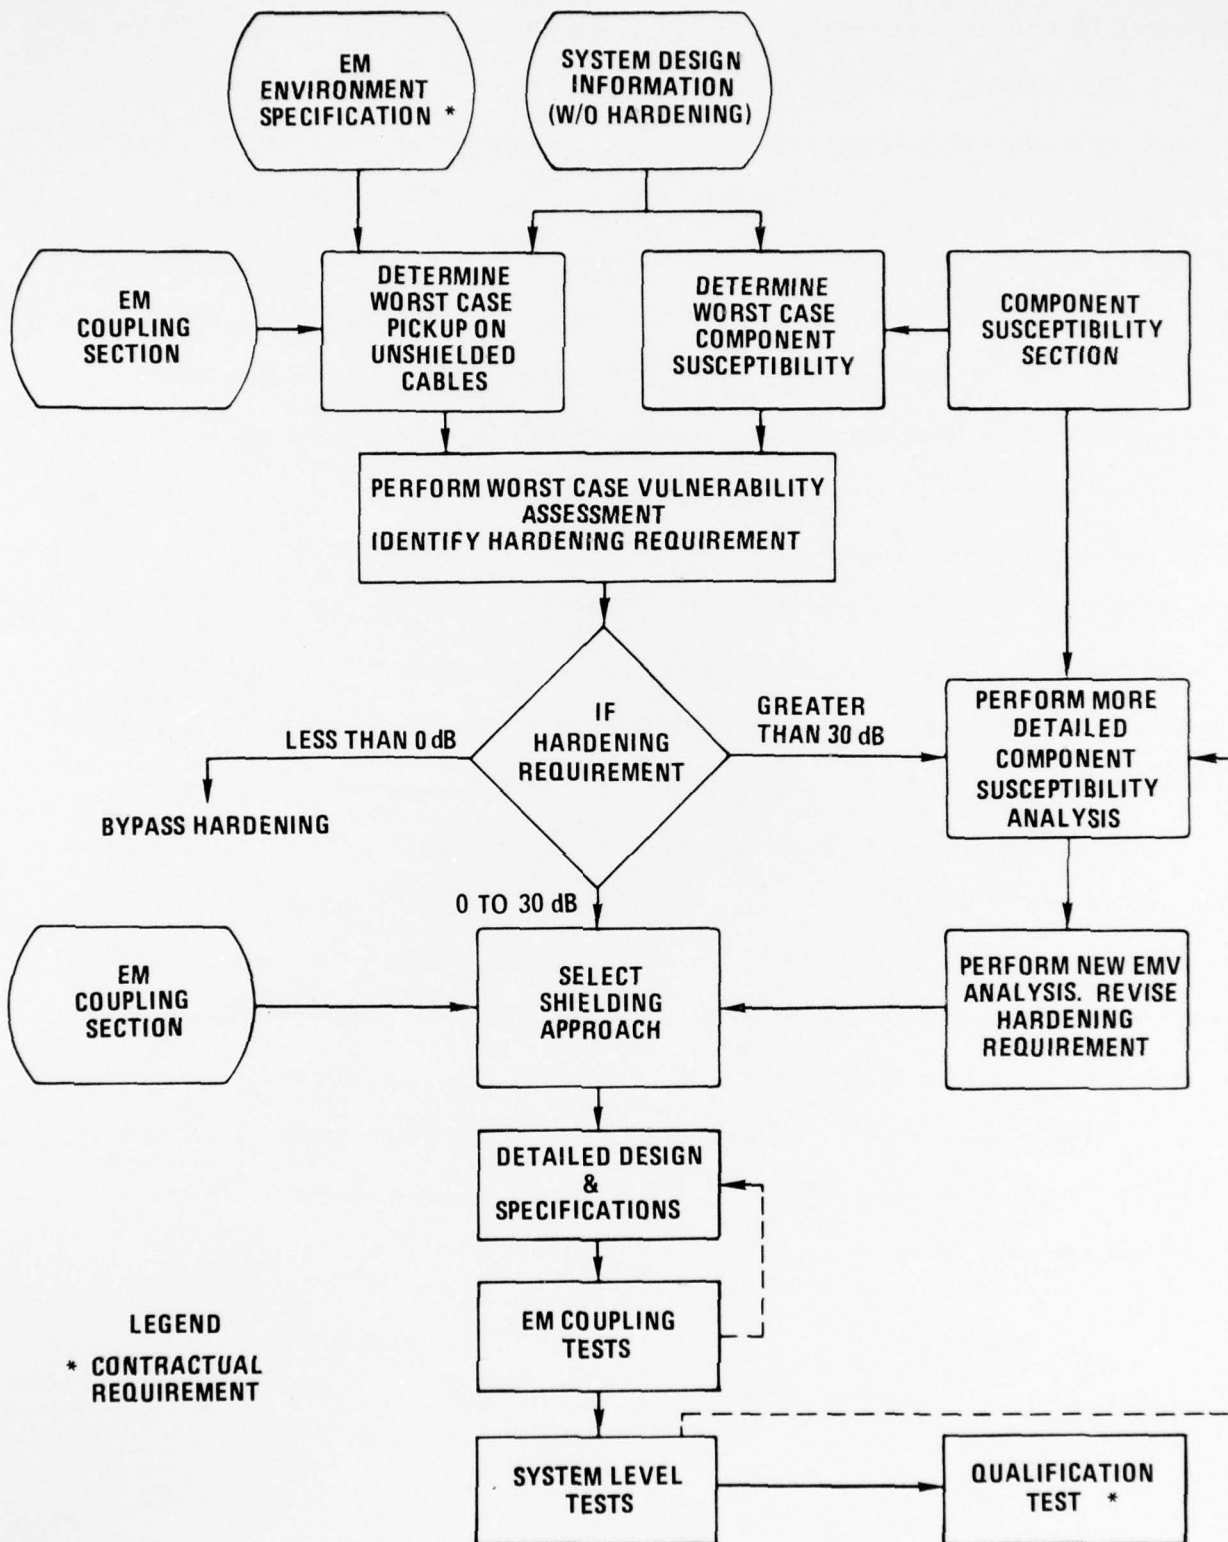 EM
ENVIRONMENT
SPECIFICATION *
SYSTEM DESIGN
INFORMATION
(W/O HARDENING)
EM
COUPLING
SECTION
DETERMINE
WORST CASE
PICKUP ON
UNSHIELDED
CABLES
DETERMINE
WORST CASE
COMPONENT
SUSCEPTIBILITY
COMPONENT
SUSCEPTIBILITY
SECTION
PERFORM WORST CASE VULNERABILITY
ASSESSMENT
IDENTIFY HARDENING REQUIREMENT
IF
HARDENING
REQUIREMENT
LESS THAN 0 dB
BYPASS HARDENING
GREATER
THAN 30 dB
PERFORM MORE
DETAILED
COMPONENT
SUSCEPTIBILITY
ANALYSIS
0 TO 30 dB
EM
COUPLING
SECTION
SELECT
SHIELDING
APPROACH
PERFORM NEW EMV
ANALYSIS. REVISE
HARDENING
REQUIREMENT
DETAILED DESIGN
&
SPECIFICATIONS
EM COUPLING
TESTS
LEGEND
* CONTRACTUAL
REQUIREMENT
SYSTEM LEVEL
TESTS
QUALIFICATION
TEST *